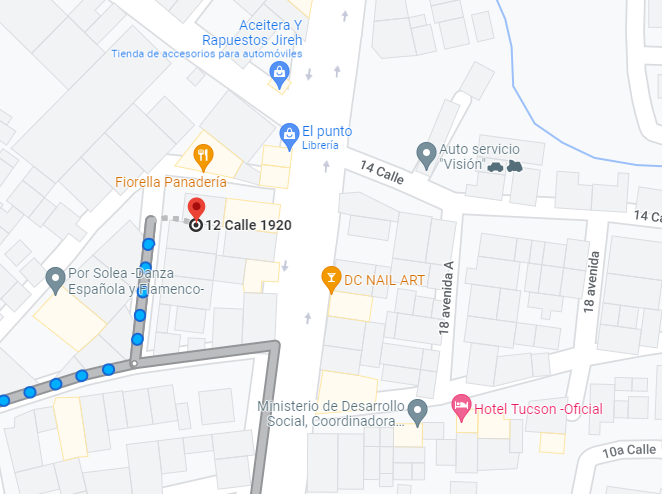 Aceitera Y
Rapuestos Jireh
Tienda de accesorios para automóviles
El punto
Librería
Auto servicio
"Visión"
14 Calle
Fiorella Panadería
12 Calle 1920
14 Ca
Por Solea -Danza
Española y Flamenco-
DC NAIL ART
18 avenida A
18 avenida
Ministerio de Desarrollo
Social, Coordinadora...
Hotel Tucson -Oficial
10a Calle